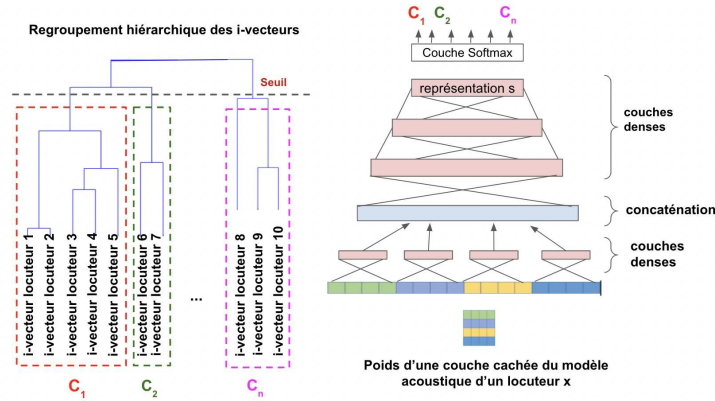 Regroupement hiérarchique des i-vecteurs
Seuil
i-vecteur locuteur 1
i-vecteur locuteur 2
i-vecteur locuteur 3
i-vecteur locuteur 4
i-vecteur locuteur 5
i-vecteur locuteur 6
i-vecteur locuteur 7
...
i-vecteur locuteur 8
i-vecteur locuteur 9
i-vecteur locuteur 10
C1
C2
Cn
C1 C2 Cn
Couche Softmax
représentation s
couches
denses
concaténation
couches
denses
Poids d'une couche cachée du modèle
acoustique d'un locuteur x